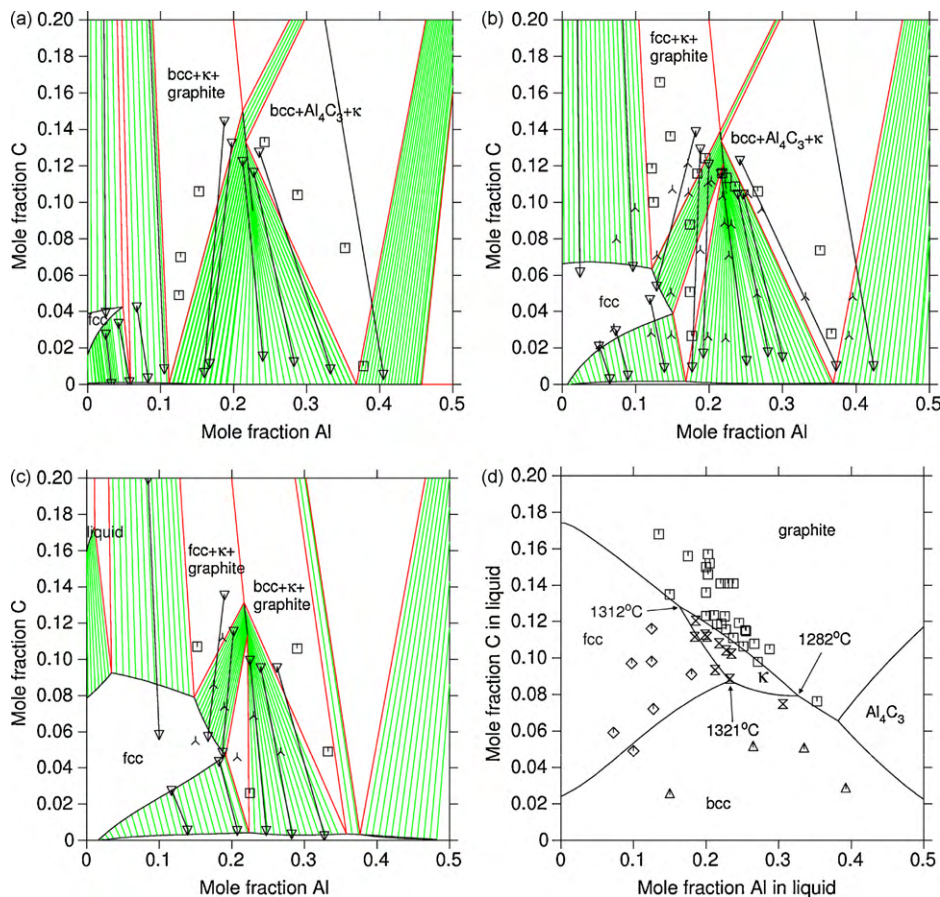 (a)
0.20
0.18
0.16
0.14
0.12
0.10
0.08
0.06
0.04
0.02
0
Mole fraction C
bcc+κ+
graphite
bcc+Al₄C₃+κ
fcc
0 0.1 0.2 0.3 0.4 0.5
Mole fraction Al
(b)
0.20
0.18
0.16
0.14
0.12
0.10
0.08
0.06
0.04
0.02
0
Mole fraction C
fcc+κ+
graphite
bcc+Al₄C₃+κ
fcc
0 0.1 0.2 0.3 0.4 0.5
Mole fraction Al
(c)
0.20
0.18
0.16
0.14
0.12
0.10
0.08
0.06
0.04
0.02
0
Mole fraction C
liquid
fcc+κ+
graphite
bcc+κ+
graphite
fcc
0 0.1 0.2 0.3 0.4 0.5
Mole fraction Al
(d)
0.20
0.18
0.16
0.14
0.12
0.10
0.08
0.06
0.04
0.02
0
Mole fraction C in liquid
graphite
1312°C
fcc
1282°C
κ
Al₄C₃
1321°C
bcc
0 0.1 0.2 0.3 0.4 0.5
Mole fraction Al in liquid